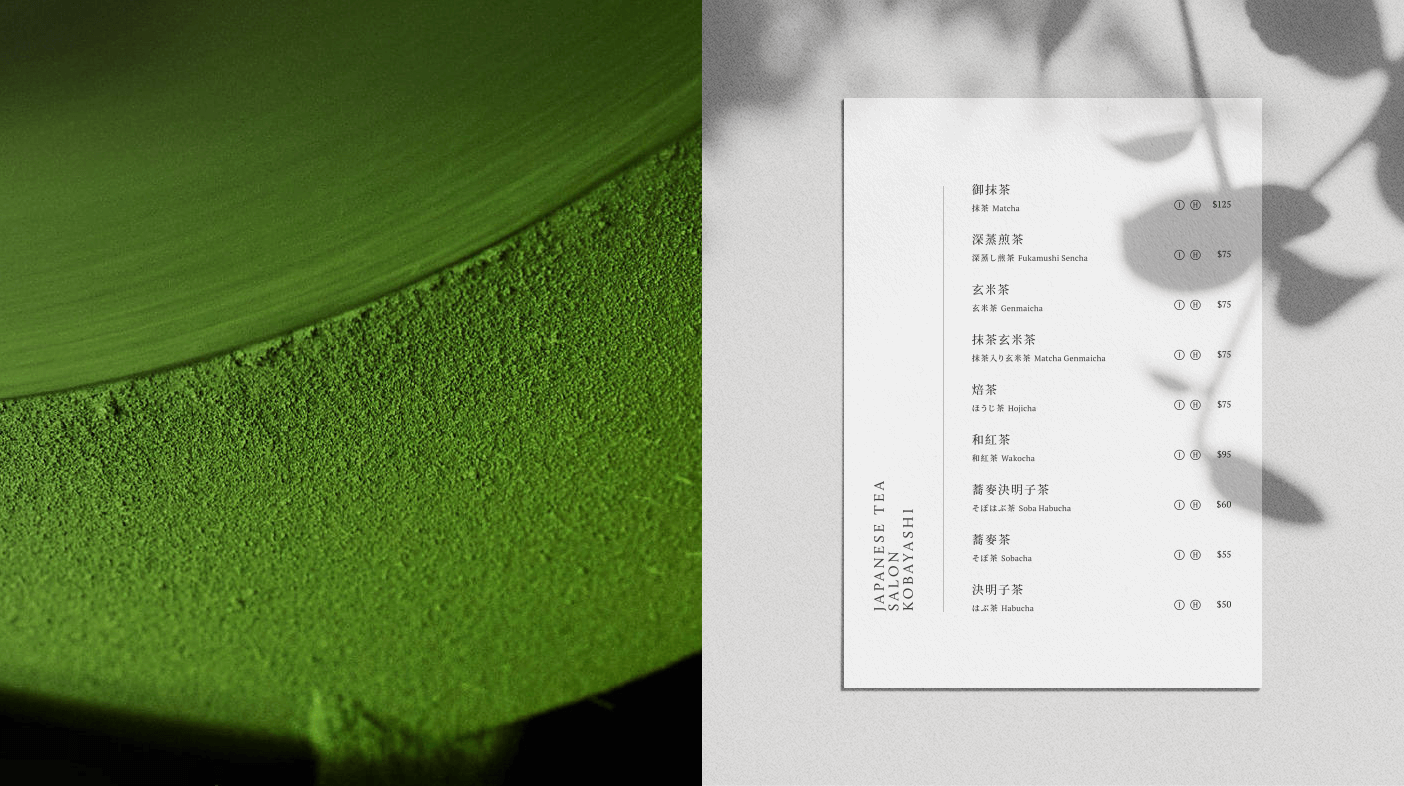 JAPANESE TEA
SALON
KOBAYASHI
御抹茶
抹茶 Matcha Ⓘ Ⓗ $125
深蒸煎茶
深蒸し煎茶 Fukamushi Sencha Ⓘ Ⓗ $75
玄米茶
玄米茶 Genmaicha Ⓘ Ⓗ $75
抹茶玄米茶
抹茶入り玄米茶 Matcha Genmaicha Ⓘ Ⓗ $75
焙茶
ほうじ茶 Hojicha Ⓘ Ⓗ $75
和紅茶
和紅茶 Wakocha Ⓘ Ⓗ $95
蕎麥決明子茶
そばはぶ茶 Soba Habucha Ⓘ Ⓗ $60
蕎麥茶
そば茶 Sobacha Ⓘ Ⓗ $55
決明子茶
はぶ茶 Habucha Ⓘ Ⓗ $50